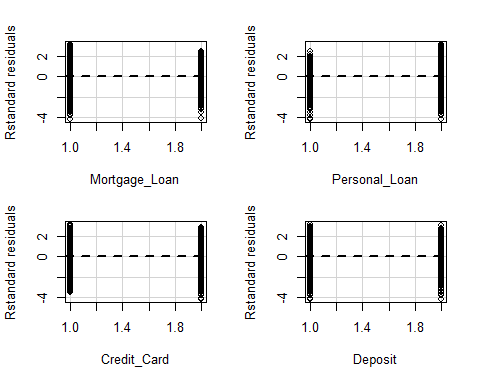 Rstandard residuals
2
0
-4
1.0 1.4 1.8
Mortgage_Loan
Rstandard residuals
2
0
-4
1.0 1.4 1.8
Personal_Loan
Rstandard residuals
2
0
-4
1.0 1.4 1.8
Credit_Card
Rstandard residuals
2
0
-4
1.0 1.4 1.8
Deposit